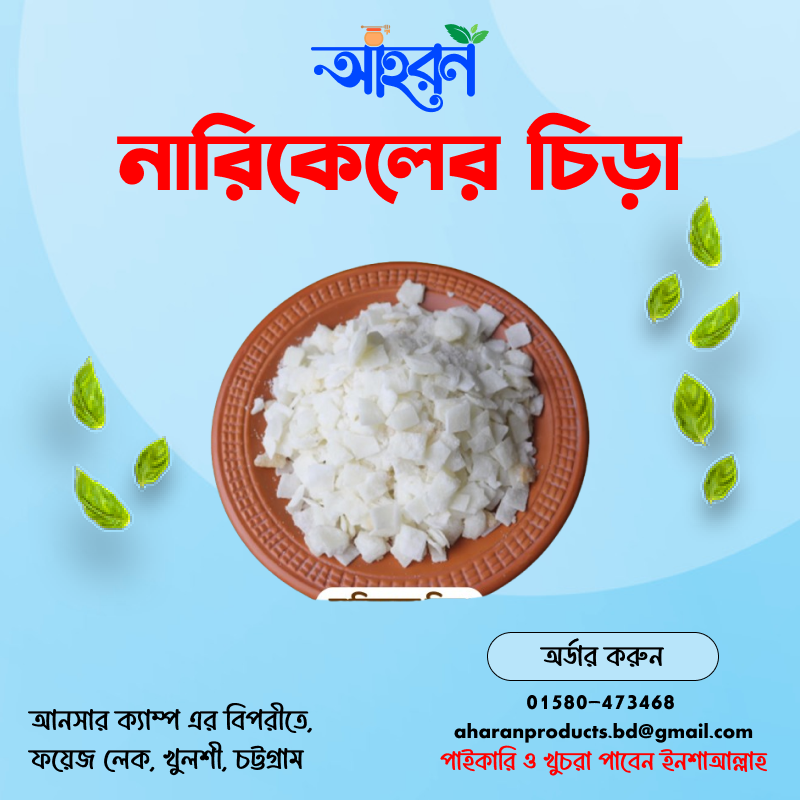 আহরন
নারিকেলের চিড়া
অর্ডার করুন
01580-473468
aharanproducts.bd@gmail.com
পাইকারি ও খুচরা পাবেন ইনশাআল্লাহ
আনসার ক্যাম্প এর বিপরীতে,
ফয়েজ লেক, খুলশী, চট্টগ্রাম